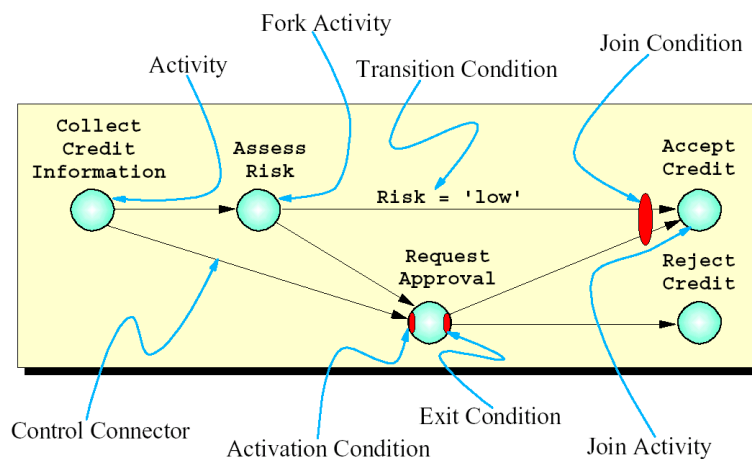 Fork Activity
Join Condition
Activity
Transition Condition
Collect
Credit
Information
Assess
Risk
Accept
Credit
Risk = 'low'
Request
Approval
Reject
Credit
Control Connector
Activation Condition
Exit Condition
Join Activity